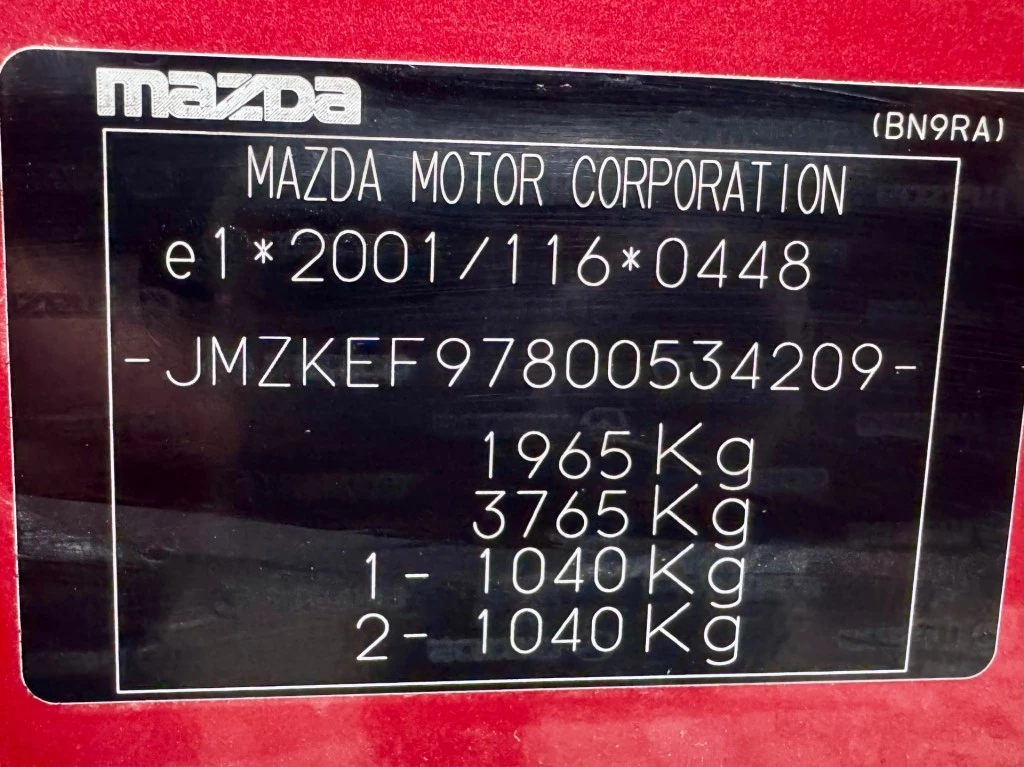 mazda
(BN9RA)
MAZDA MOTOR CORPORATION
e1*2001/116*0448
-JMZKEF97800534209-
1965Kg
3765Kg
1- 1040Kg
2- 1040Kg